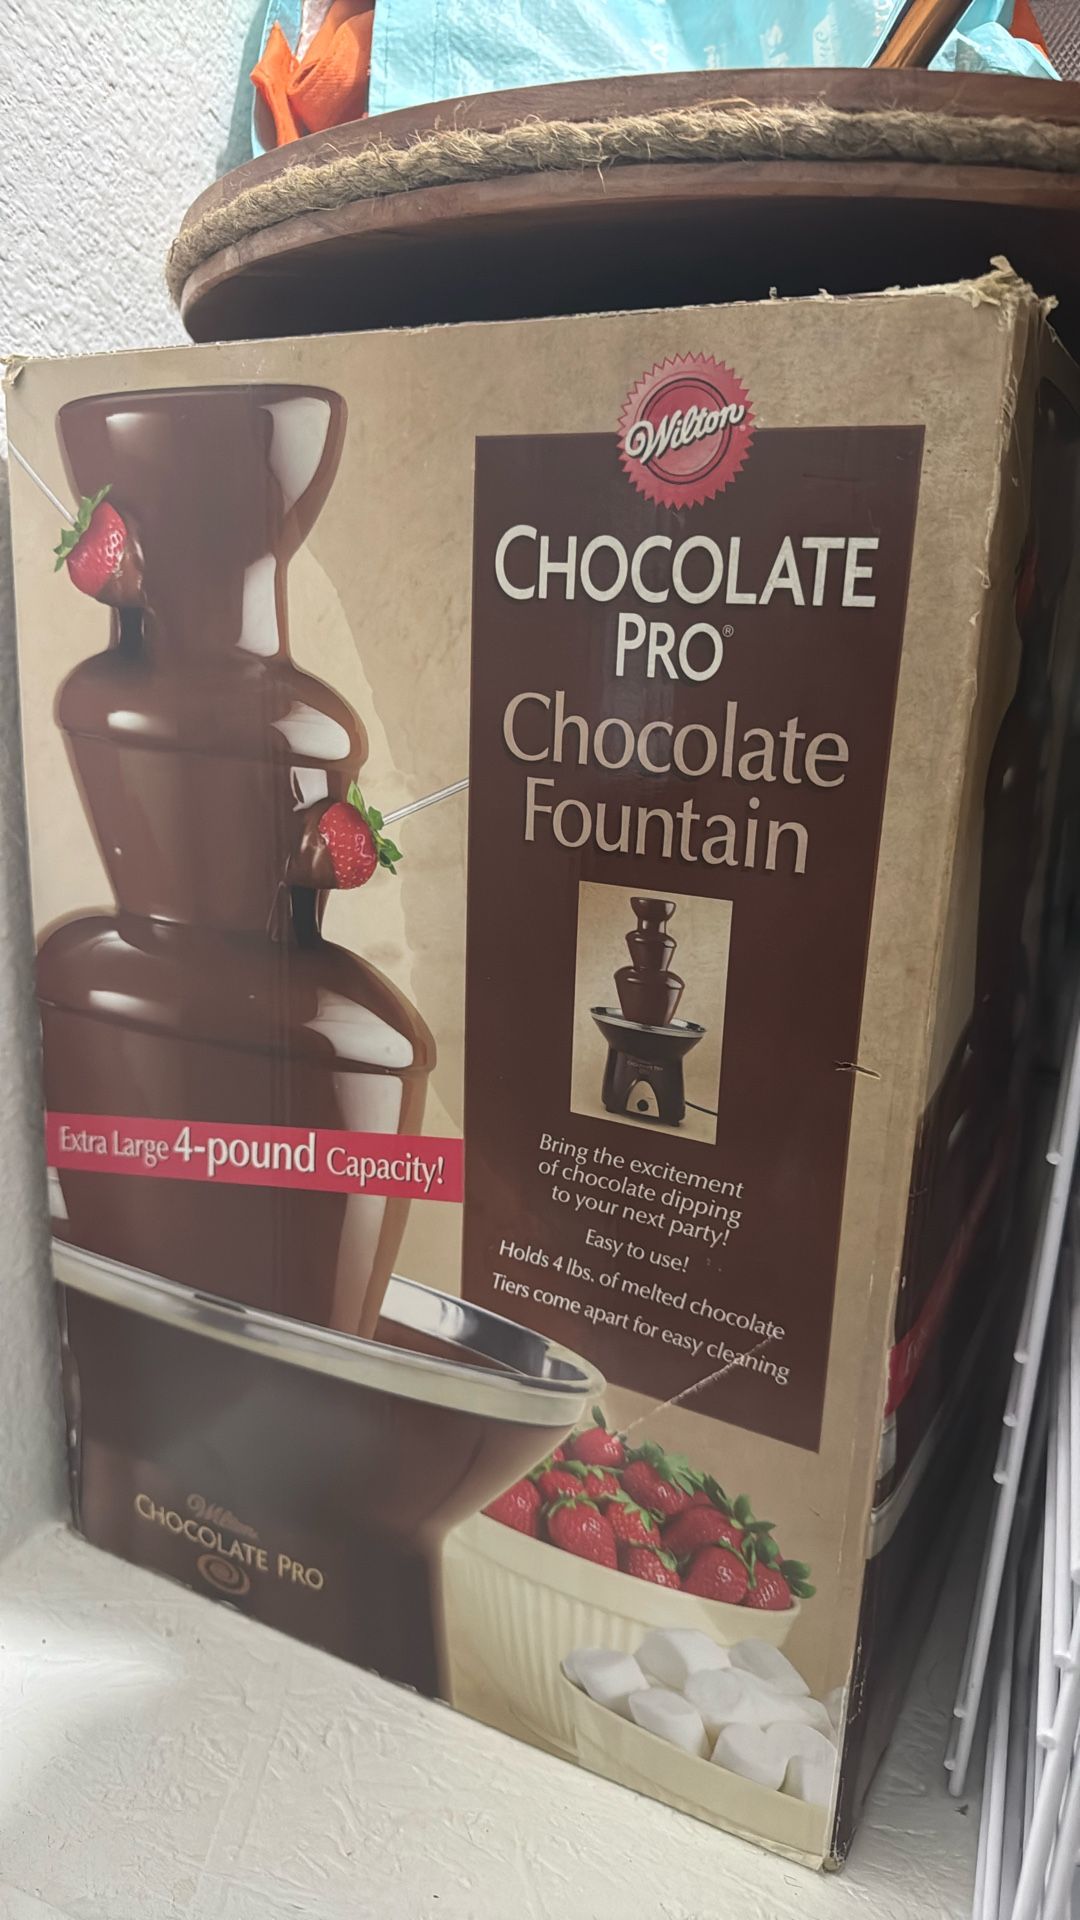 Wilton
CHOCOLATE
PRO®
Chocolate
Fountain
Bring the excitement
of chocolate dipping
to your next party!
Easy to use!
Holds 4 lbs. of melted chocolate
Tiers come apart for easy cleaning
Extra Large 4-pound Capacity!
Wilton
CHOCOLATE PRO